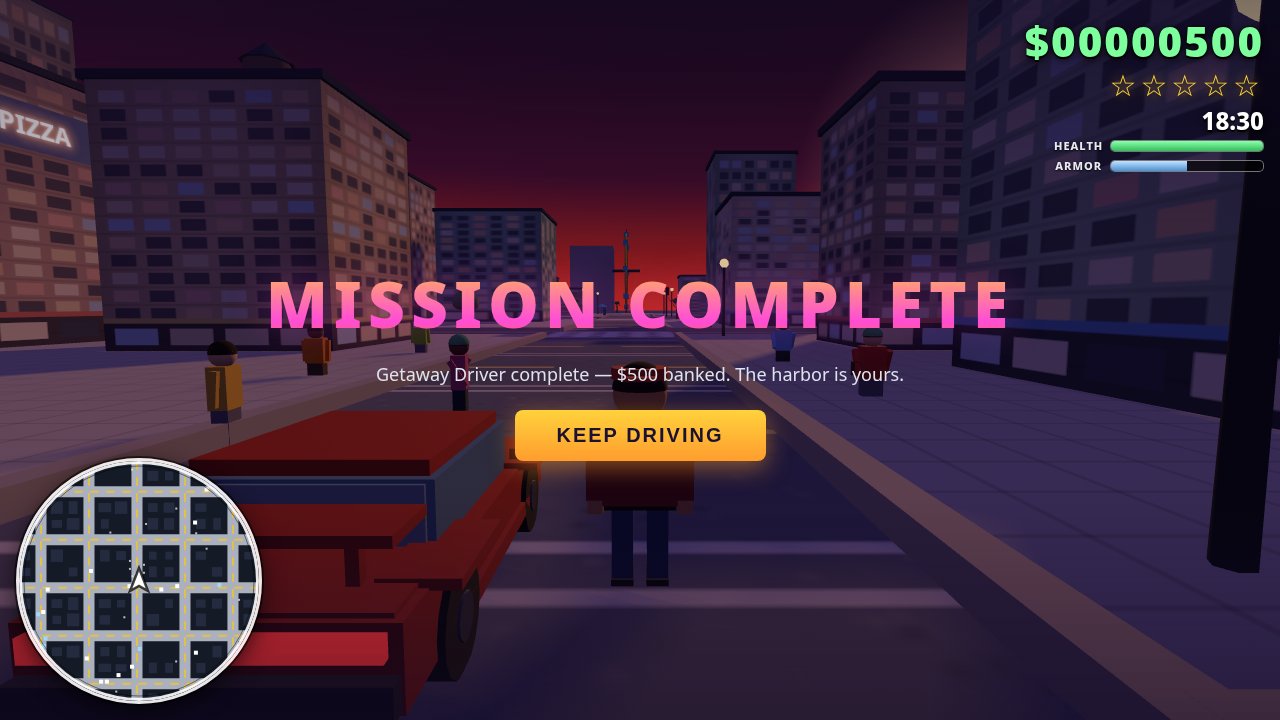 $00000500
PIZZA
18:30
HEALTH
ARMOR
MISSION COMPLETE
Getaway Driver complete — $500 banked. The harbor is yours.
KEEP DRIVING